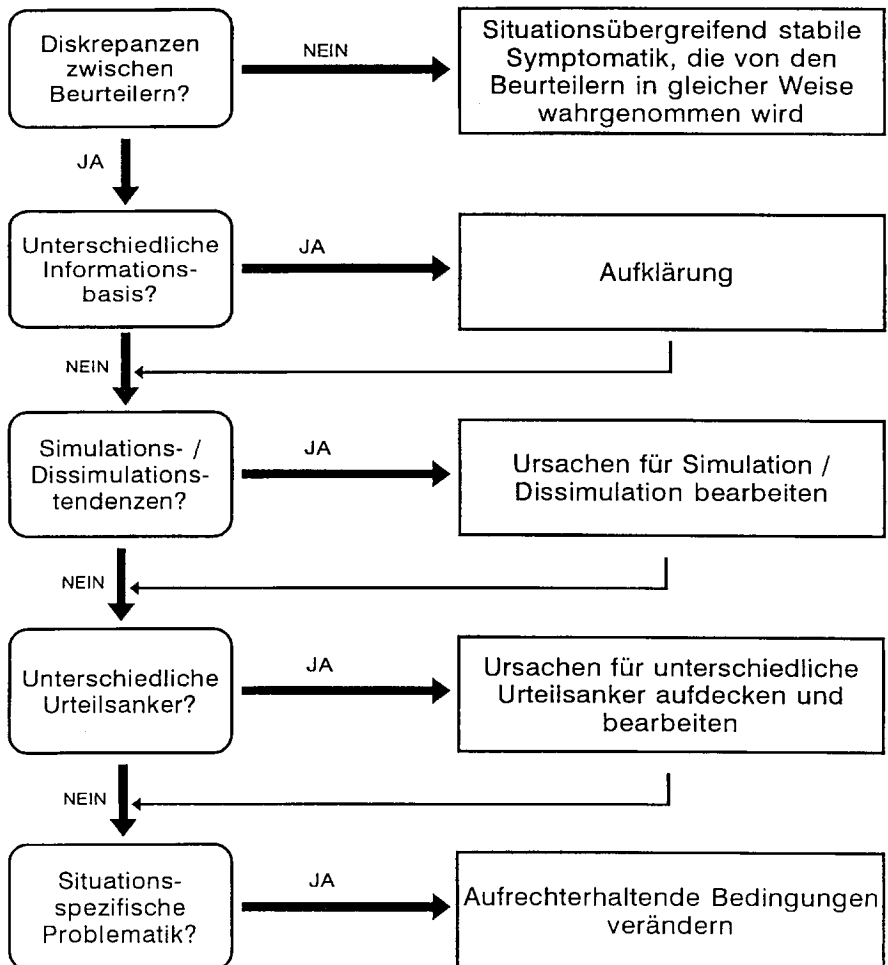 Diskrepanzen
zwischen
Beurteilern?
NEIN
Situationsübergreifend stabile
Symptomatik, die von den
Beurteilern in gleicher Weise
wahrgenommen wird
JA
Unterschiedliche
Informations-
basis?
JA
Aufklärung
NEIN
Simulations- /
Dissimulations-
tendenzen?
JA
Ursachen für Simulation /
Dissimulation bearbeiten
NEIN
Unterschiedliche
Urteilsanker?
JA
Ursachen für unterschiedliche
Urteilsanker aufdecken und
bearbeiten
NEIN
Situations-
spezifische
Problematik?
JA
Aufrechterhaltende Bedingungen
verändern